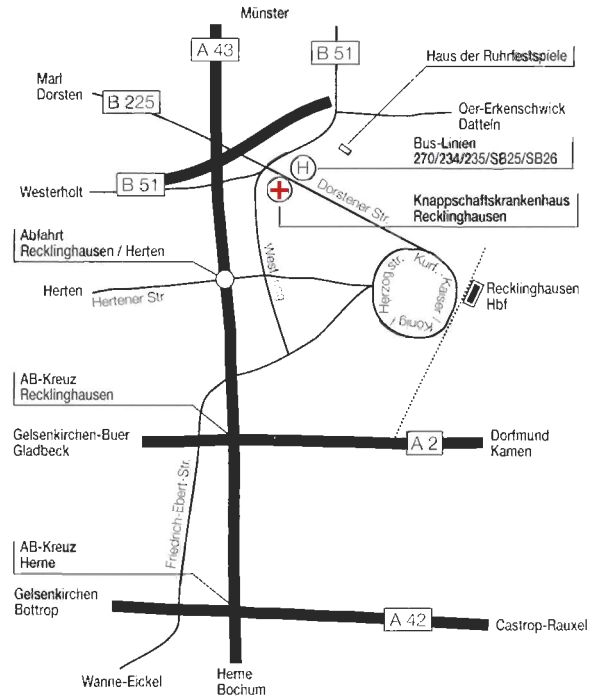 Münster
A 43
B 51
Haus der Ruhrfestspiele
Marl
Dorsten
B 225
Oer-Erkenschwick
Datteln
Bus-Linien
270/234/235/SB25/SB26
H
B 51
Westerholt
Dorstener Str.
Knappschaftskrankenhaus
Recklinghausen
Abfahrt
Recklinghausen / Herten
Herten
Hertener Str
Herzog
str.
Kurf.-
Kaiser /
König /
Recklinghausen
Hbf
AB-Kreuz
Recklinghausen
Gelsenkirchen-Buer
Gladbeck
A 2
Dortmund
Kamen
Friedrich-Ebert-Str.
AB-Kreuz
Herne
Gelsenkirchen
Bottrop
A 42
Castrop-Rauxel
Wanne-Eickel
Herne
Bochum